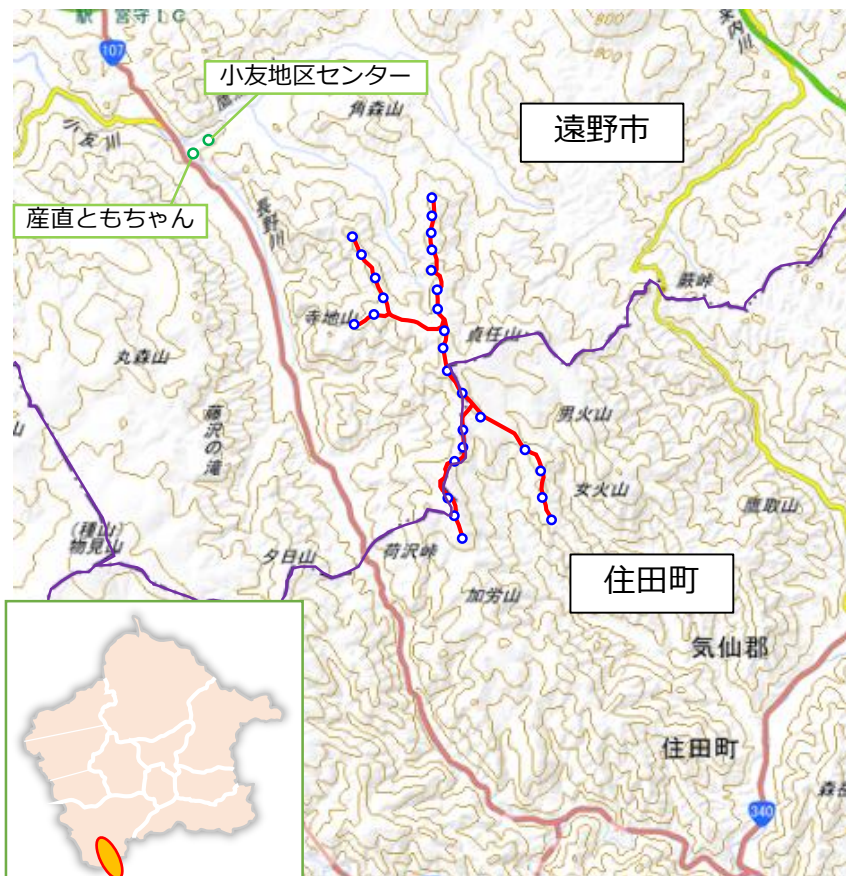 駅 宮守IC
107
小友地区センター
角森山
遠野市
小友川
産直ともちゃん
長野川
蕨峠
寺地山
貞任山
丸森山
男火山
藤沢の滝
女火山
鷹取山
(種山)
物見山
夕日山
荷沢峠
住田町
加労山
気仙郡
住田町
340